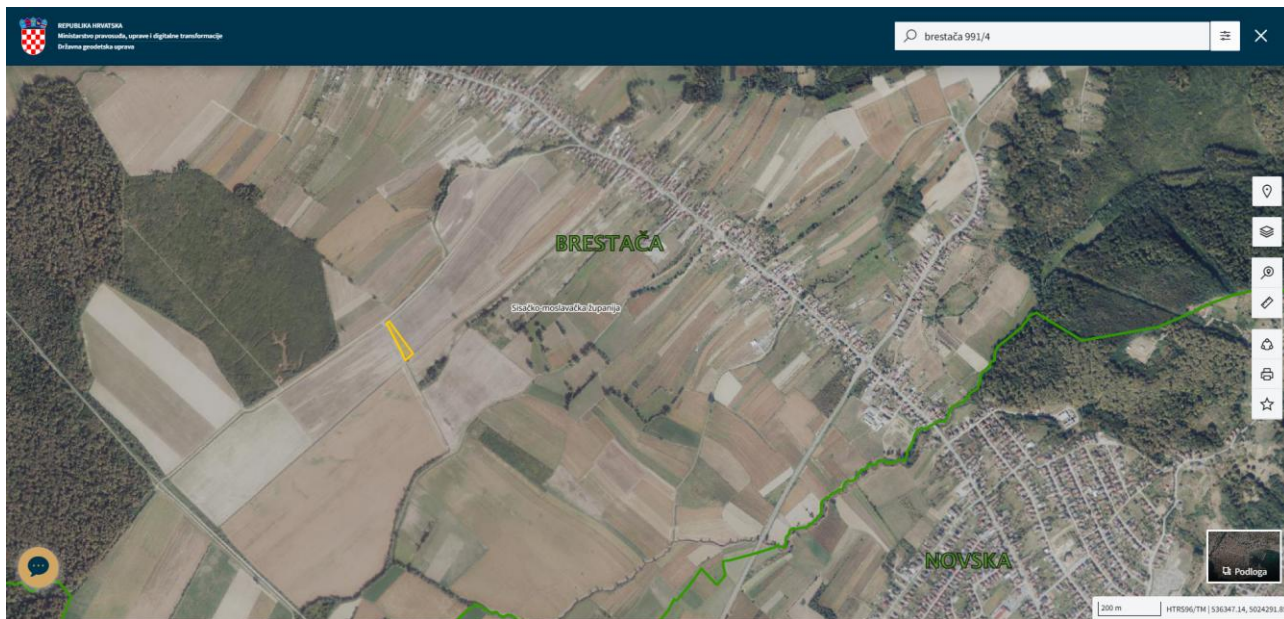 REPUBLIKA HRVATSKA
Ministarstvo pravosuđa, uprave i digitalne transformacije
Državna geodetska uprava
brestača 991/4
BRESTAČA
Sisačko-moslavačka županija
NOVSKA
Podloga
200 m
HTRS96/TM | 536347.14, 5024291.8